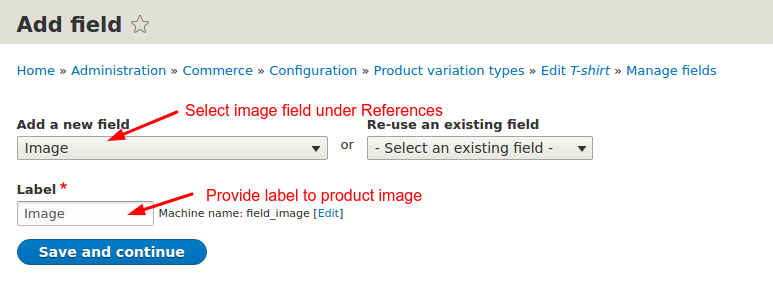 Add field
Home » Administration » Commerce » Configuration » Product variation types » Edit T-shirt » Manage fields
Select image field under References
Add a new field
Re-use an existing field
Image
or
- Select an existing field -
Label *
Provide label to product image
Image
Machine name: field_image [Edit]
Save and continue